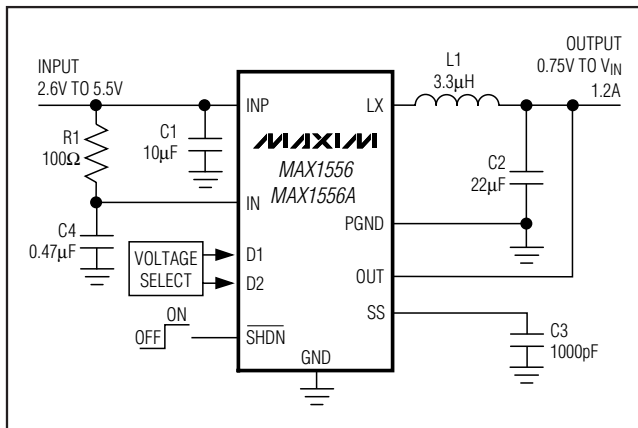 INPUT
2.6V TO 5.5V
R1
100Ω
C1
10µF
C4
0.47µF
VOLTAGE
SELECT
ON
OFF
INP
IN
D1
D2
SHDN
GND
MAXIM
MAX1556
MAX1556A
LX
PGND
OUT
SS
L1
3.3µH
OUTPUT
0.75V TO VIN
1.2A
C2
22µF
C3
1000pF